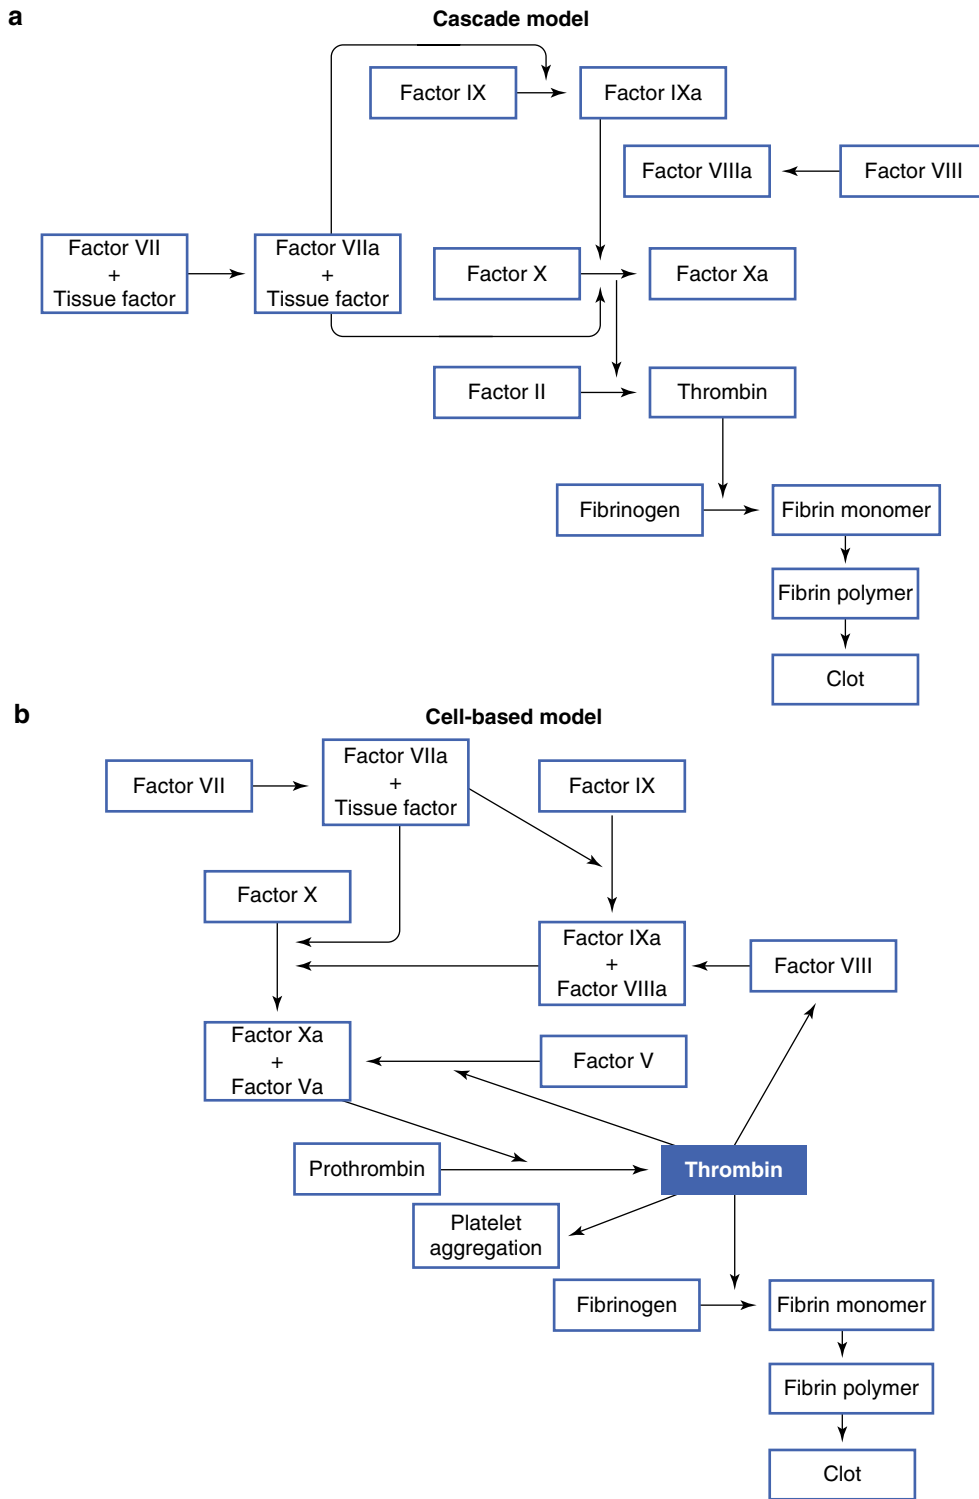 a
Cascade model
Factor IX
Factor IXa
Factor VIIIa
Factor VIII
Factor VII
+
Tissue factor
Factor VIIa
+
Tissue factor
Factor X
Factor Xa
Factor II
Thrombin
Fibrinogen
Fibrin monomer
Fibrin polymer
Clot
b
Cell-based model
Factor VII
Factor VIIa
+
Tissue factor
Factor IX
Factor X
Factor IXa
+
Factor VIIIa
Factor VIII
Factor Xa
+
Factor Va
Factor V
Prothrombin
Thrombin
Platelet
aggregation
Fibrinogen
Fibrin monomer
Fibrin polymer
Clot